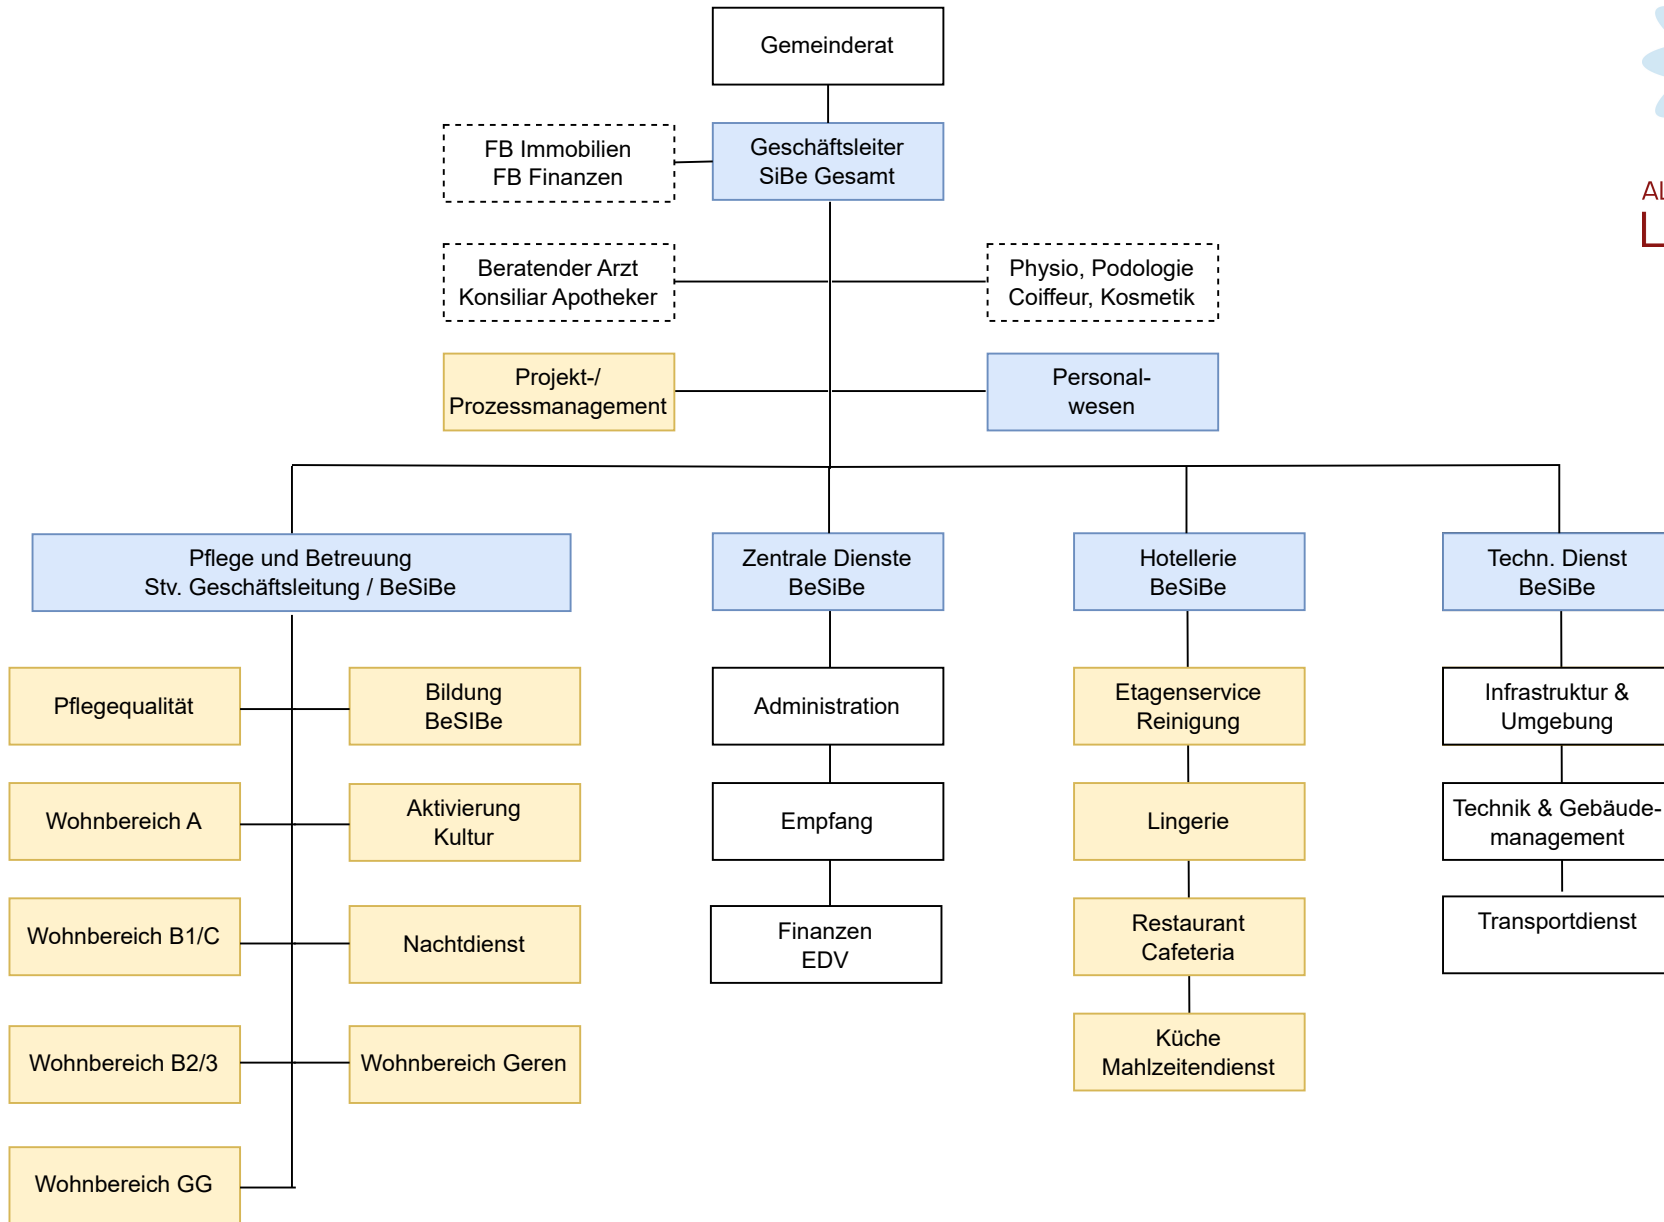 Gemeinderat
FB Immobilien
FB Finanzen
Geschäftsleiter
SiBe Gesamt
AL
Beratender Arzt
Konsiliar Apotheker
Physio, Podologie
Coiffeur, Kosmetik
Projekt-/
Prozessmanagement
Personal-
wesen
Pflege und Betreuung
Stv. Geschäftsleitung / BeSiBe
Zentrale Dienste
BeSiBe
Hotellerie
BeSiBe
Techn. Dienst
BeSiBe
Pflegequalität
Bildung
BeSIBe
Administration
Etagenservice
Reinigung
Infrastruktur &
Umgebung
Wohnbereich A
Aktivierung
Kultur
Empfang
Lingerie
Technik & Gebäude-
management
Wohnbereich B1/C
Nachtdienst
Finanzen
EDV
Restaurant
Cafeteria
Transportdienst
Wohnbereich B2/3
Wohnbereich Geren
Küche
Mahlzeitendienst
Wohnbereich GG